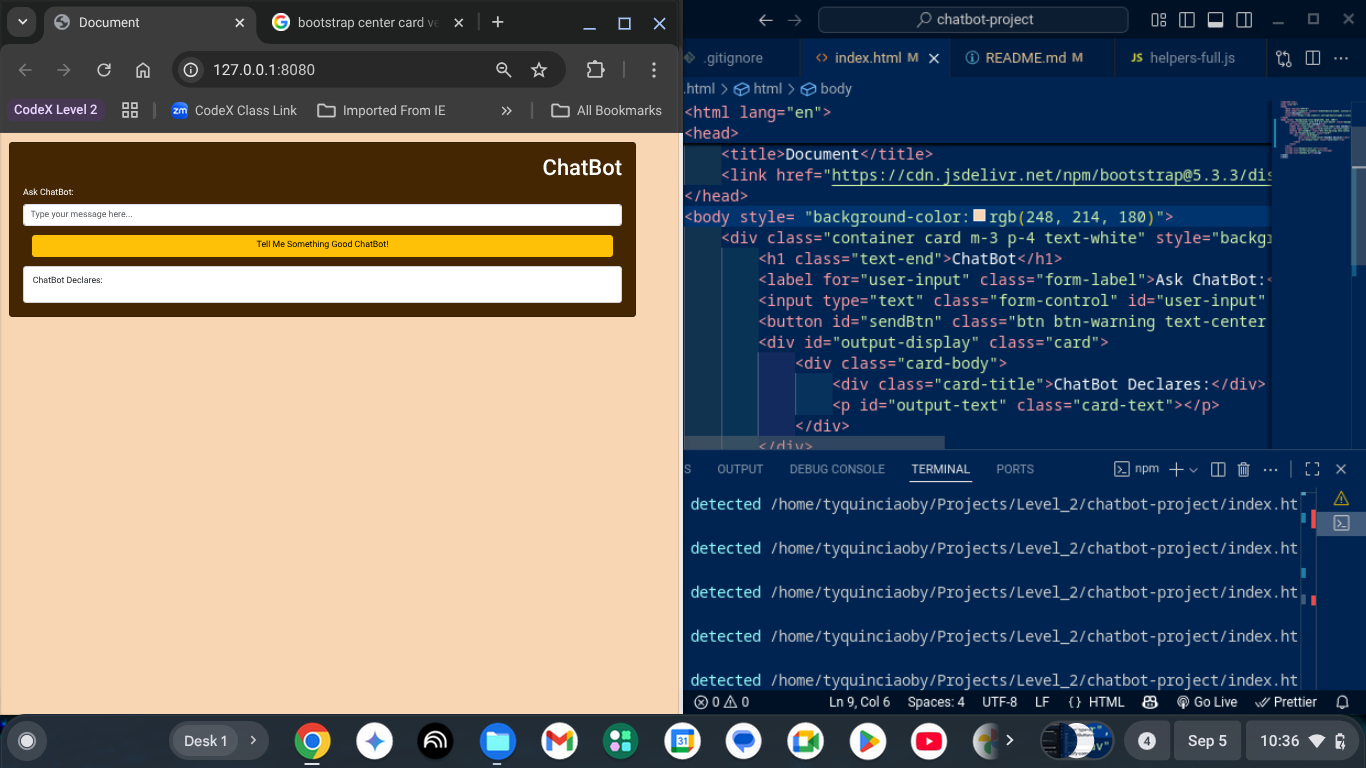 Document
bootstrap center card ve
127.0.0.1:8080
CodeX Level 2
zm
CodeX Class Link
Imported From IE
All Bookmarks
ChatBot
Ask ChatBot:
Type your message here...
Tell Me Something Good ChatBot!
ChatBot Declares:
chatbot-project
.gitignore
index.html M
README.md M
JS helpers-full.js
.html > html > body
<html lang="en">
<head>
<title>Document</title>
<link href="https://cdn.jsdelivr.net/npm/bootstrap@5.3.3/dis
</head>
<body style= "background-color: rgb(248, 214, 180)">
<div class="container card m-3 p-4 text-white" style="backgr
<h1 class="text-end">ChatBot</h1>
<label for="user-input" class="form-label">Ask ChatBot:<
<input type="text" class="form-control" id="user-input"
<button id="sendBtn" class="btn btn-warning text-center
<div id="output-display" class="card">
<div class="card-body">
<div class="card-title">ChatBot Declares:</div>
<p id="output-text" class="card-text"></p>
</div>
</div>
S
OUTPUT
DEBUG CONSOLE
TERMINAL
PORTS
npm
detected /home/tyquinciaoby/Projects/Level_2/chatbot-project/index.ht
detected /home/tyquinciaoby/Projects/Level_2/chatbot-project/index.ht
detected /home/tyquinciaoby/Projects/Level_2/chatbot-project/index.ht
detected /home/tyquinciaoby/Projects/Level_2/chatbot-project/index.ht
detected /home/tyquinciaoby/Projects/Level_2/chatbot-project/index.ht
0 0
Ln 9, Col 6
Spaces: 4
UTF-8
LF
{ } HTML
Go Live
Prettier
Desk 1
31
4
Sep 5
10:36